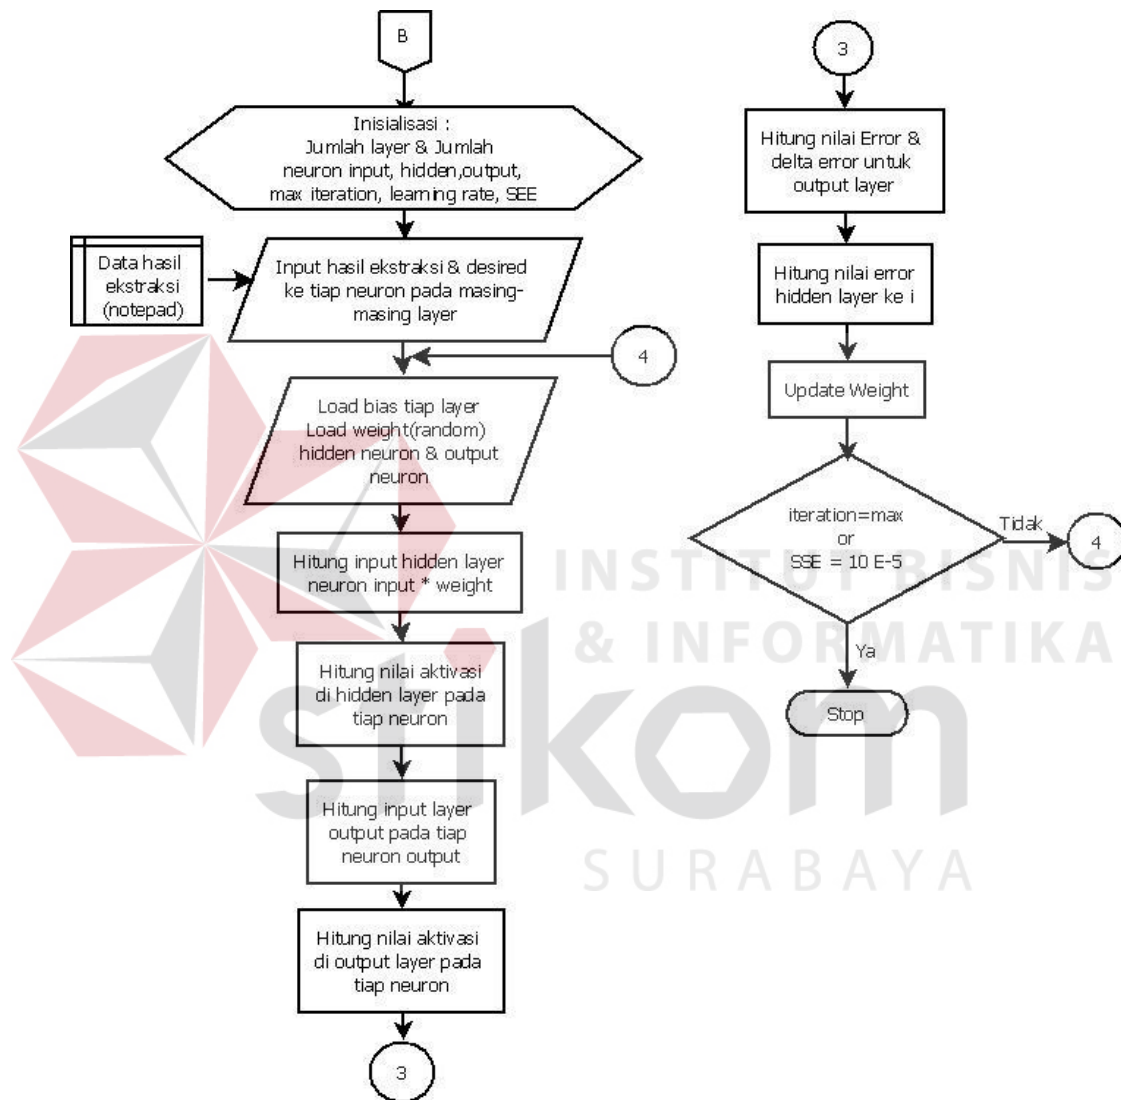 B
Inisialisasi :
Jumlah layer & Jumlah
neuron input, hidden,output,
max iteration, learning rate, SEE
Data hasil
ekstraksi
(notepad)
Input hasil ekstraksi & desired
ke tiap neuron pada masing-
masing layer
4
Load bias tiap layer
Load weight(random)
hidden neuron & output
neuron
Hitung input hidden layer
neuron input * weight
Hitung nilai aktivasi
di hidden layer pada
tiap neuron
Hitung input layer
output pada tiap
neuron output
Hitung nilai aktivasi
di output layer pada
tiap neuron
3
3
Hitung nilai Error &
delta error untuk
output layer
Hitung nilai error
hidden layer ke i
Update Weight
iteration=max
or
SSE = 10 E-5
Tidak
4
Ya
Stop
INSTITUT BISNIS
& INFORMATIKA
stikom
SURABAYA